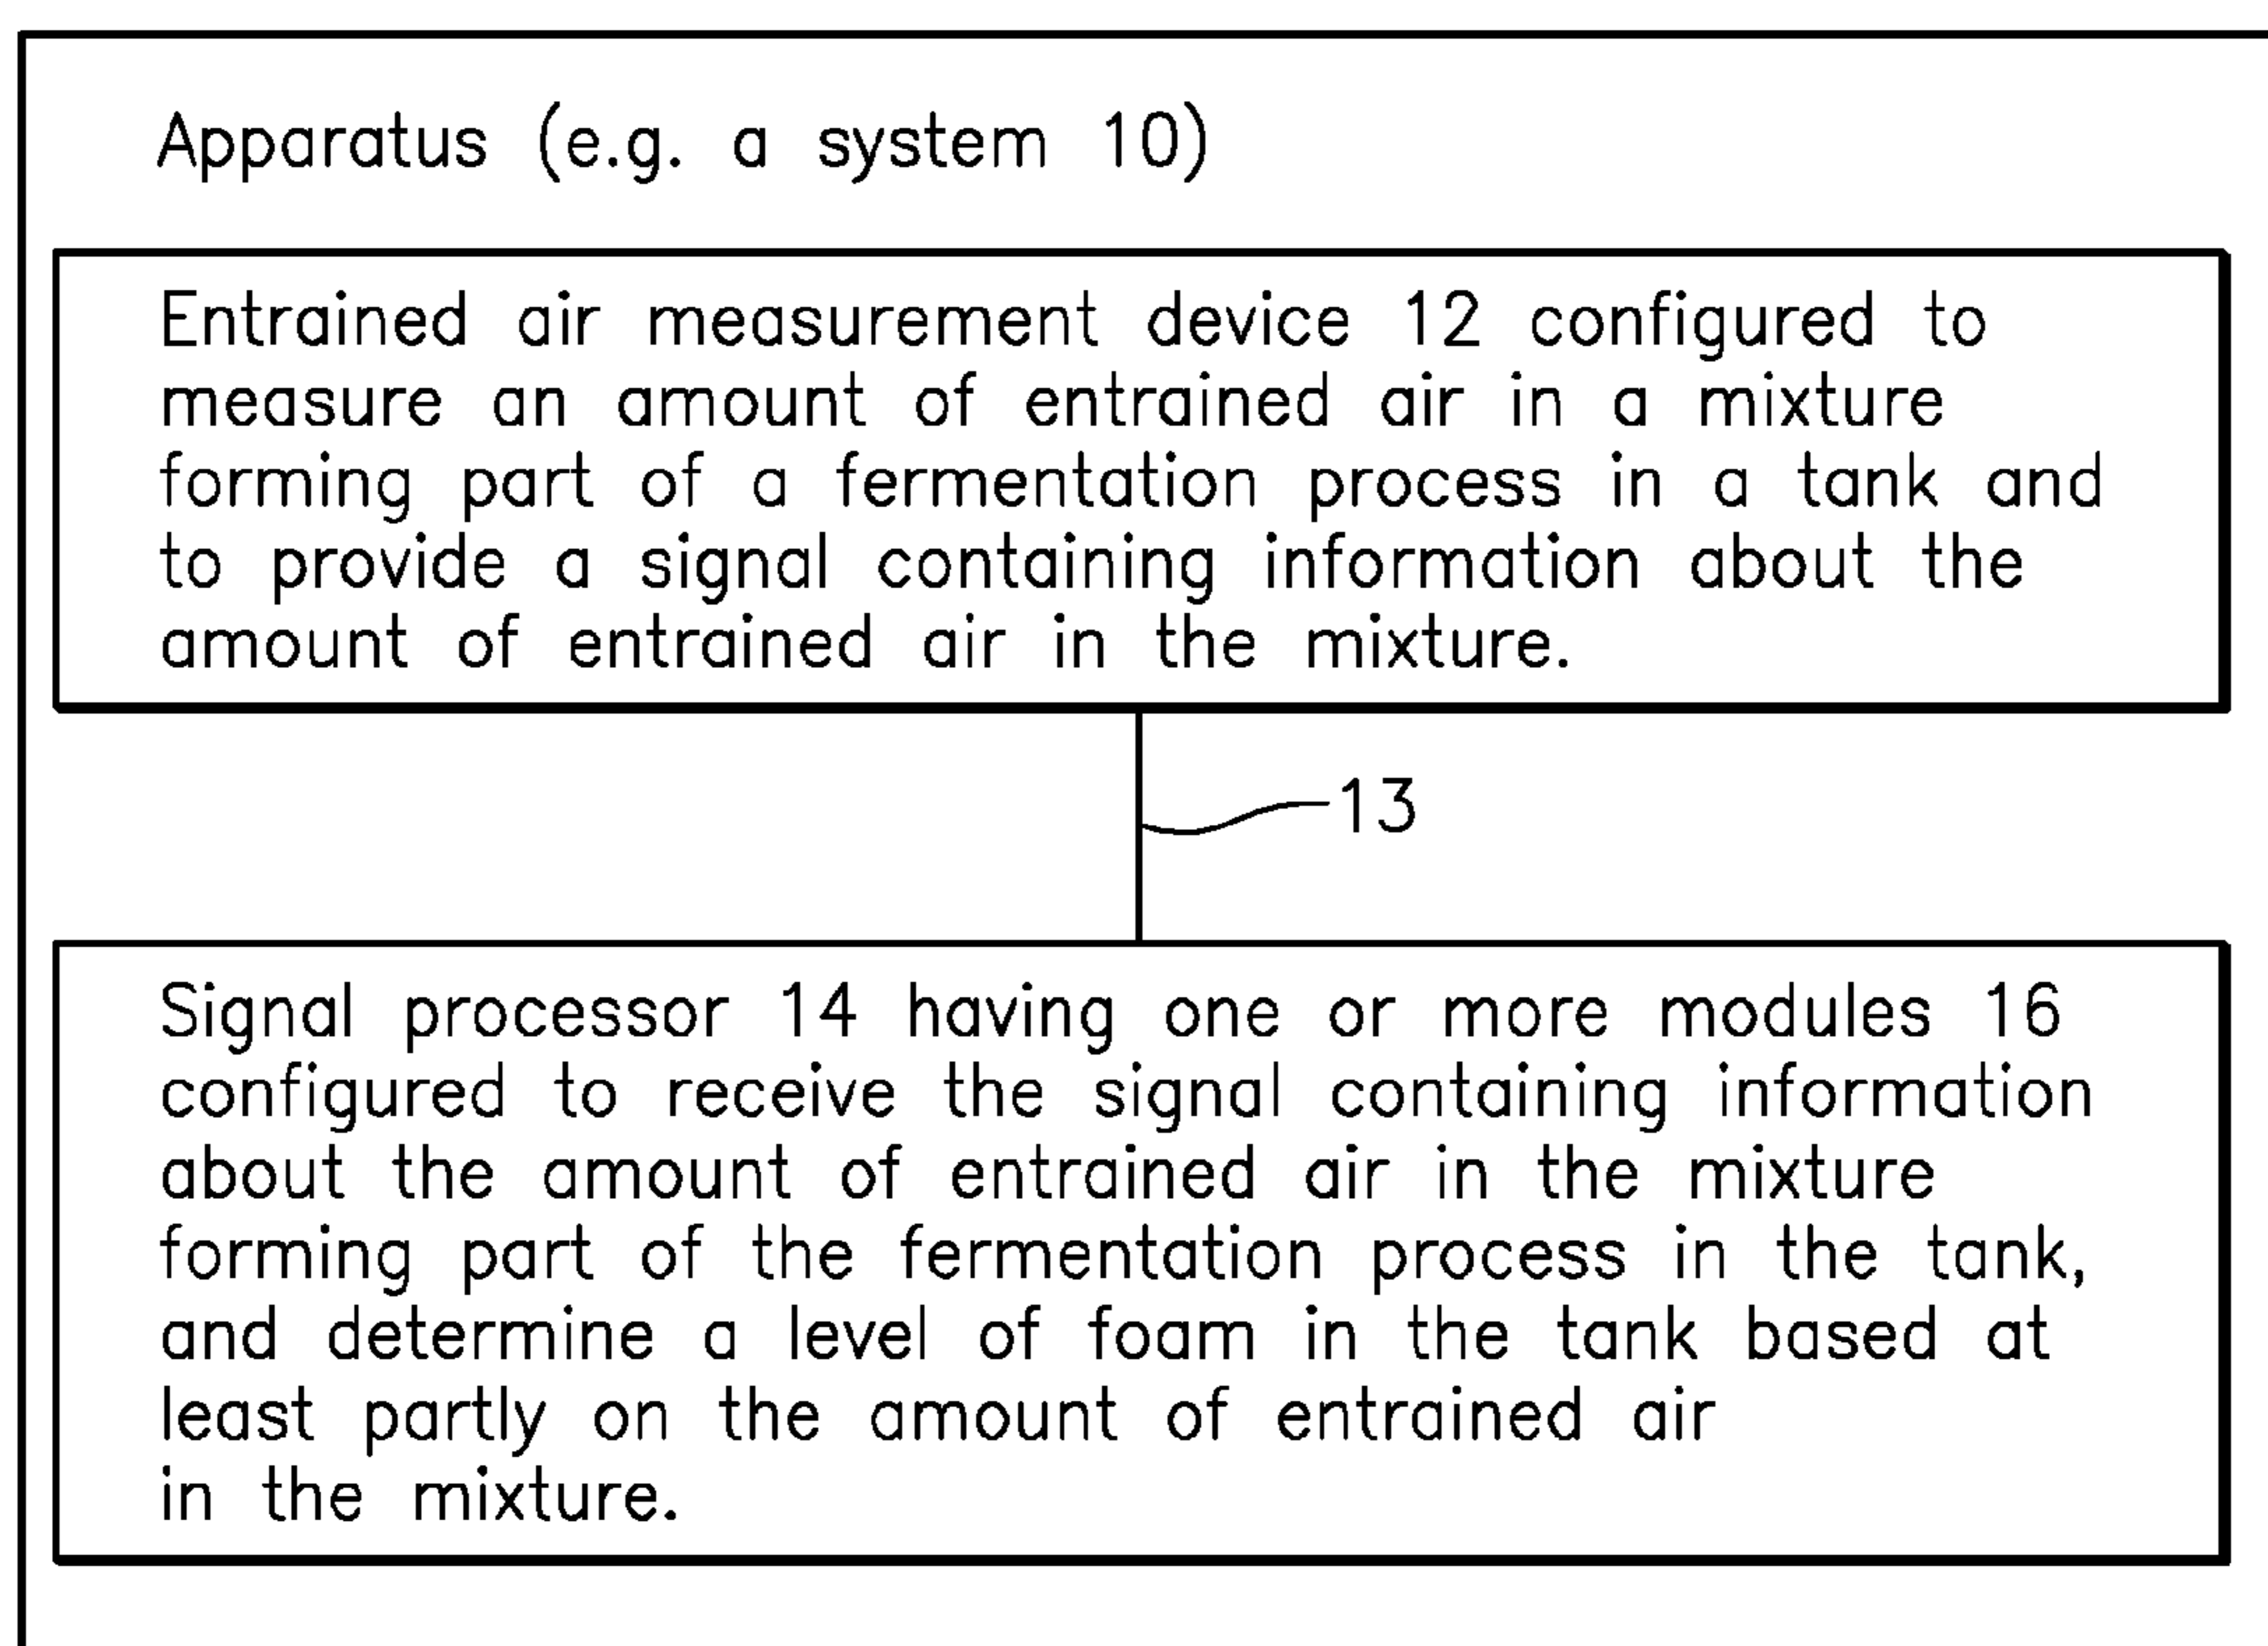 Apparatus (e.g. a system 10)
Entrained air measurement device 12 configured to
measure an amount of entrained air in a mixture
forming part of a fermentation process in a tank and
to provide a signal containing information about the
amount of entrained air in the mixture.
13
Signal processor 14 having one or more modules 16
configured to receive the signal containing information
about the amount of entrained air in the mixture
forming part of the fermentation process in the tank,
and determine a level of foam in the tank based at
least partly on the amount of entrained air
in the mixture.